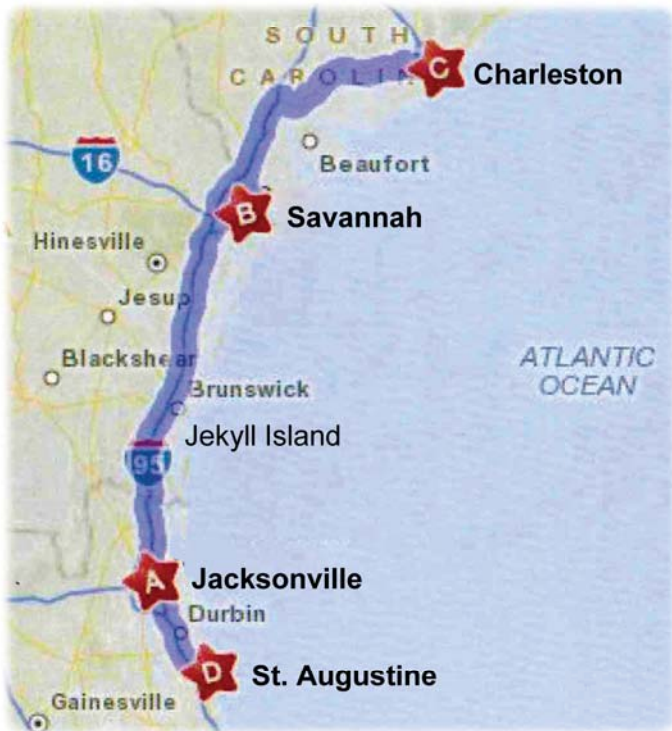 SOUTH
CAROLIN
C
Charleston
16
Beaufort
B
Savannah
Hinesville
Jesup
Blackshear
ATLANTIC
OCEAN
Brunswick
Jekyll Island
95
A
Jacksonville
Durbin
D
St. Augustine
Gainesville